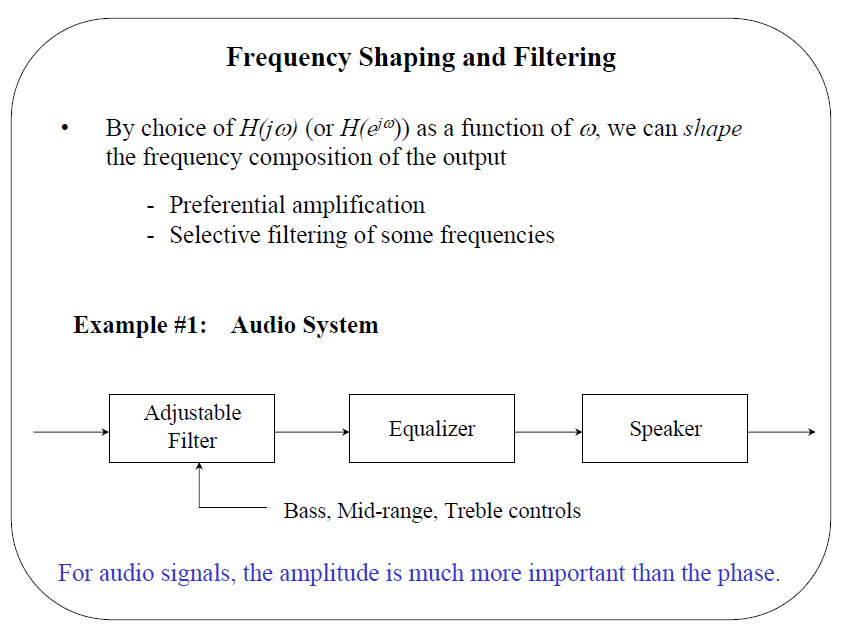 Frequency Shaping and Filtering
• By choice of H(jω) (or H(e^{jω})) as a function of ω, we can shape
the frequency composition of the output
- Preferential amplification
- Selective filtering of some frequencies
Example #1: Audio System
Adjustable
Filter
Equalizer
Speaker
Bass, Mid-range, Treble controls
For audio signals, the amplitude is much more important than the phase.